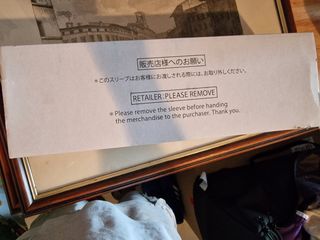 販売店様へのお願い
＊このスリーブはお客様にお渡しされる際には、お取り外しください。
RETAILER: PLEASE REMOVE
＊Please remove the sleeve before handing
the merchandise to the purchaser. Thank you.